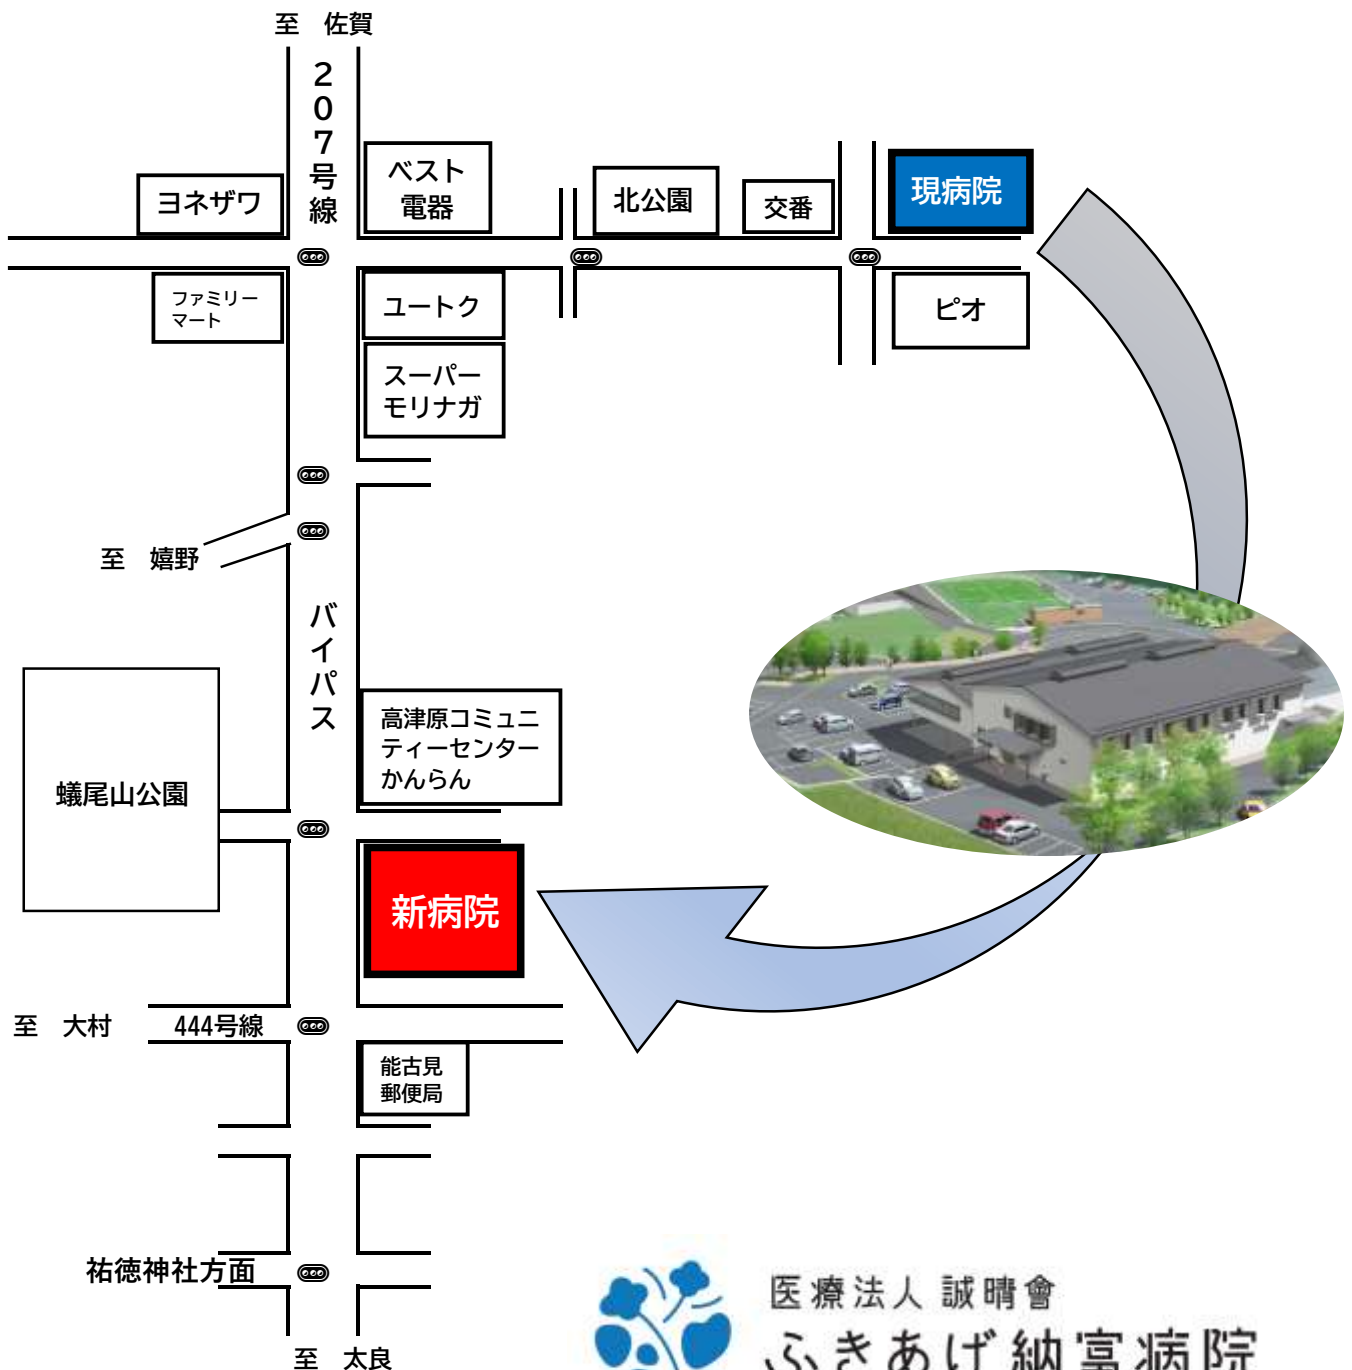 至　佐賀
207号線
ヨネザワ
ベスト
電器
北公園
交番
現病院
ファミリー
マート
ユートク
ピオ
スーパー
モリナガ
至　嬉野
バイパス
高津原コミュニ
ティーセンター
かんらん
蟻尾山公園
新病院
至　大村
444号線
能古見
郵便局
祐徳神社方面
至　太良
医療法人 誠晴會
ふきあげ納富病院